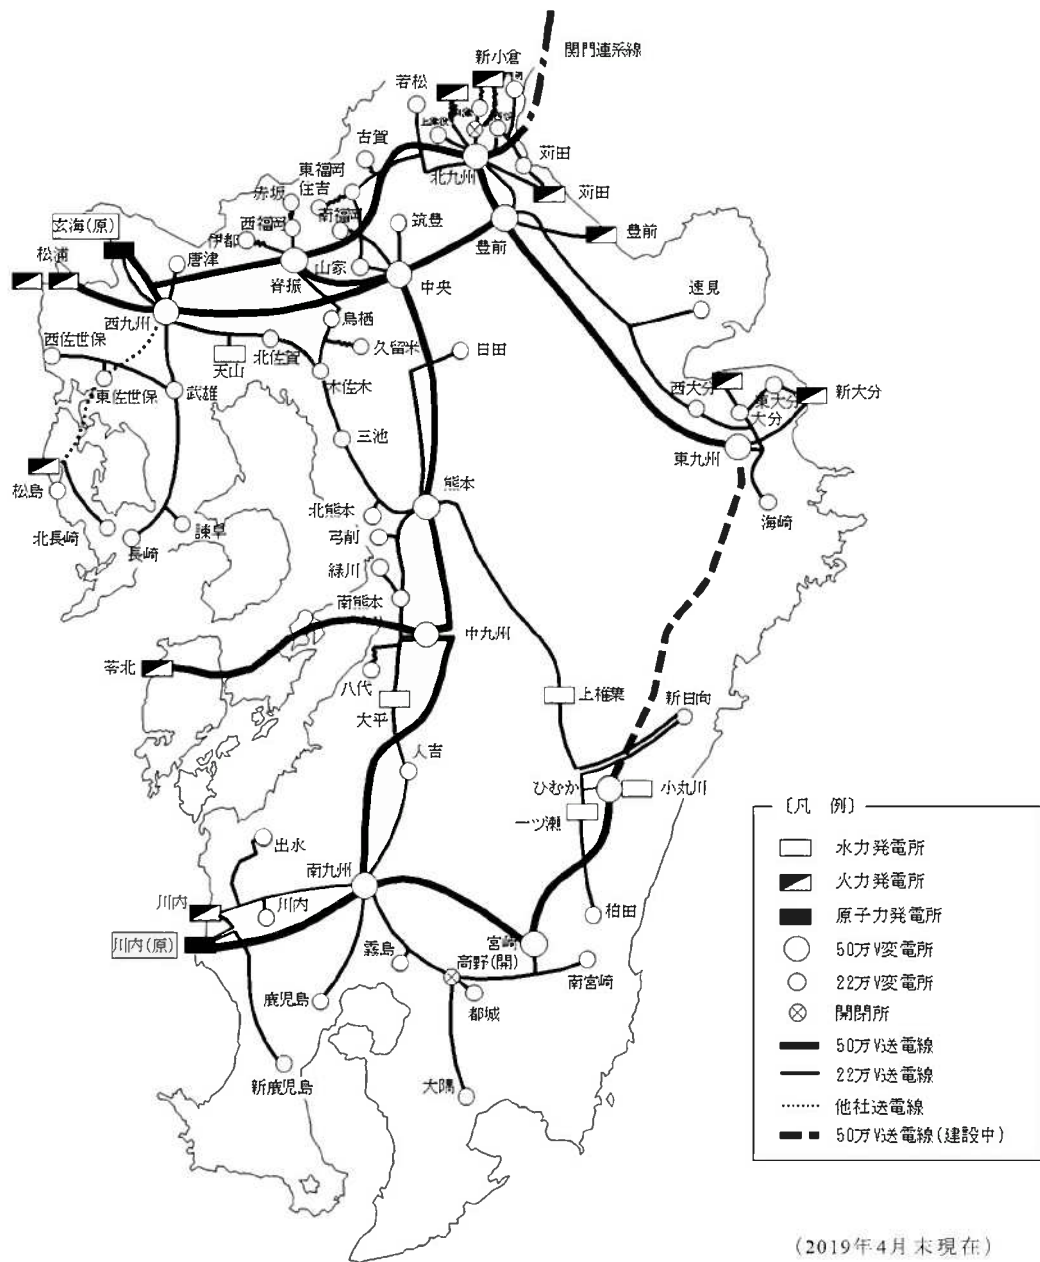 関門連系線
新小倉
若松
古賀
東福岡
住吉
赤坂
西福岡
南福岡
伊都
北九州
苅田
苅田
筑豊
豊前
豊前
玄海(原)
松浦
唐津
脊振
山家
中央
速見
西九州
鳥栖
久留米
日田
西佐世保
天山
北佐賀
木佐木
東佐世保
武雄
西大分
東大分
大分
新大分
三池
東九州
松島
熊本
北熊本
海崎
北長崎
長崎
諫早
弓削
緑川
南熊本
中九州
苓北
八代
大平
上椎葉
新日向
人吉
ひむか
小丸川
一ツ瀬
出水
南九州
川内
川内
柏田
川内(原)
宮崎
霧島
高野(開)
南宮崎
鹿児島
都城
新鹿児島
大隅
〔凡 例〕
水力発電所
火力発電所
原子力発電所
50万V変電所
22万V変電所
開閉所
50万V送電線
22万V送電線
他社送電線
50万V送電線(建設中)
(2019年4月末現在)